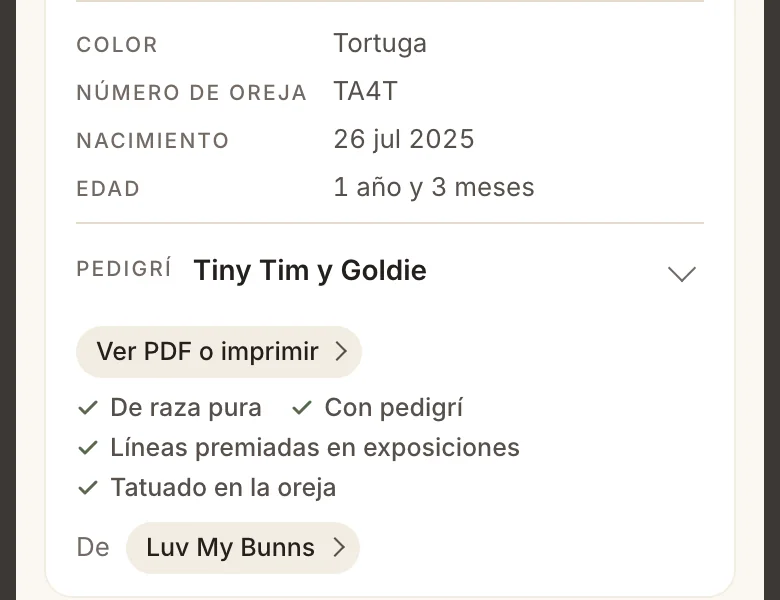 COLOR Tortuga
NÚMERO DE OREJA TA4T
NACIMIENTO 26 jul 2025
EDAD 1 año y 3 meses
PEDIGRÍ Tiny Tim y Goldie
Ver PDF o imprimir
De raza pura Con pedigrí
Líneas premiadas en exposiciones
Tatuado en la oreja
De Luv My Bunns